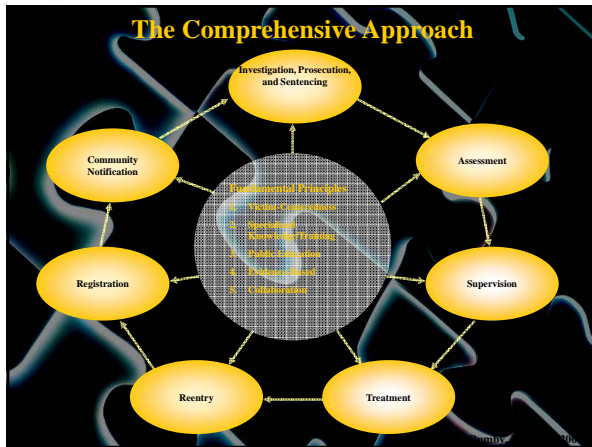 The Comprehensive Approach
Investigation, Prosecution,
and Sentencing
Community
Notification
Assessment
Fundamental Principles
1. Victim-Centeredness
2. Specialized
Knowledge/Training
3. Public Education
4. Evidence-Based
5. Collaboration
Registration
Supervision
Reentry
Treatment
Bumby